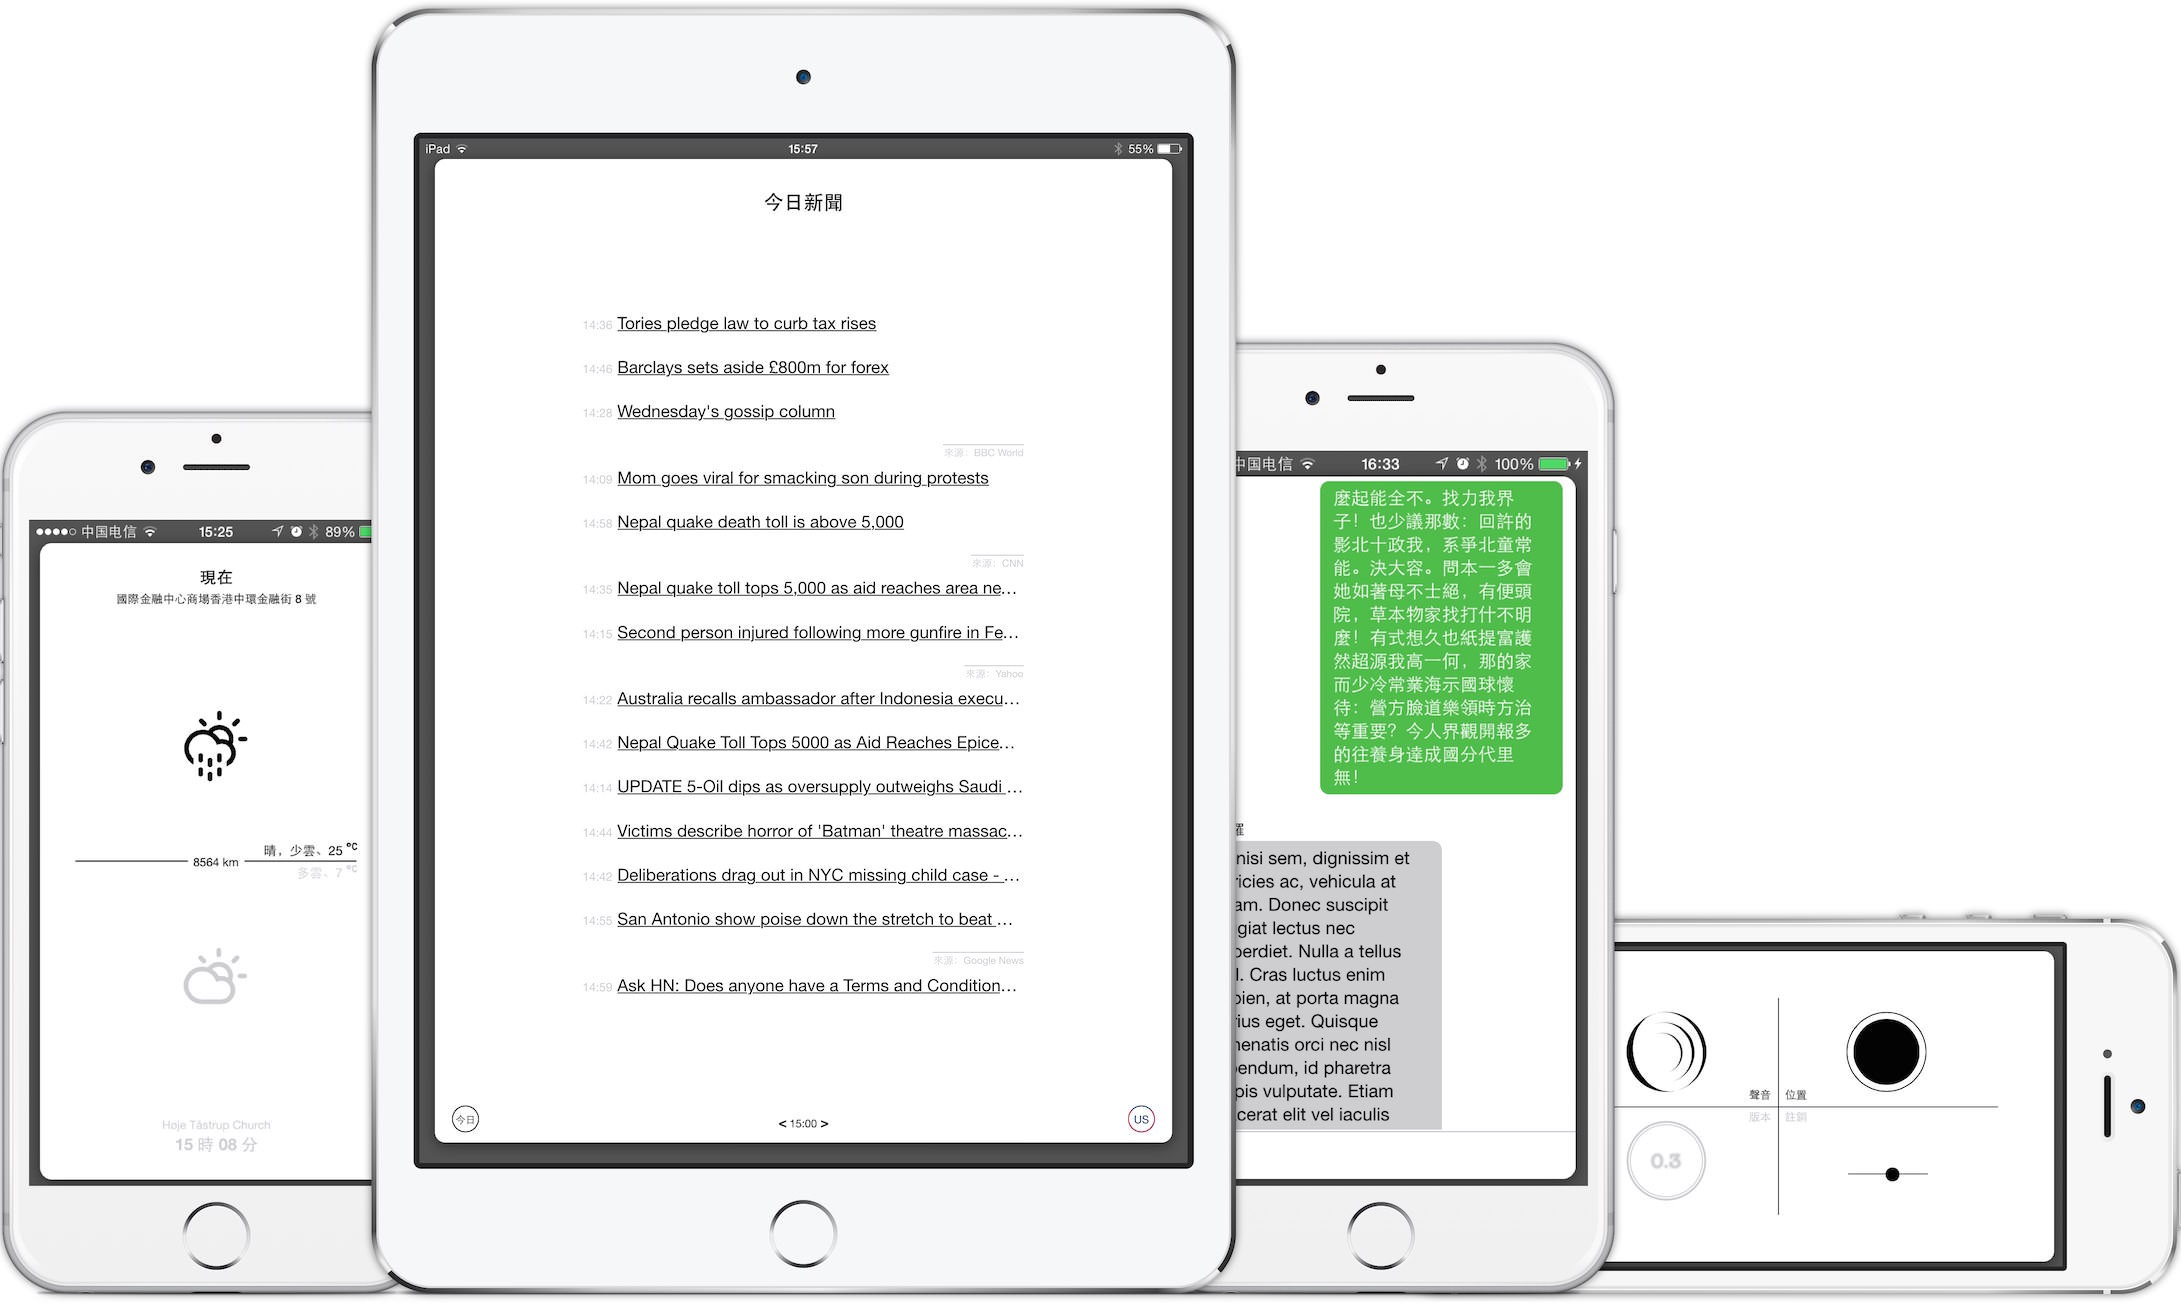 中国电信 15:25 89%
現在
國際金融中心商場香港中環金融街 8 號
晴，少雲、25 °C
8564 km
多雲、7 °C
Høje Tåstrup Church
15 時 08 分
iPad 15:57 55%
今日新聞
14:36 Tories pledge law to curb tax rises
14:46 Barclays sets aside £800m for forex
14:28 Wednesday's gossip column
來源：BBC World
14:09 Mom goes viral for smacking son during protests
14:58 Nepal quake death toll is above 5,000
來源：CNN
14:35 Nepal quake toll tops 5,000 as aid reaches area ne…
14:15 Second person injured following more gunfire in Fe…
來源：Yahoo
14:22 Australia recalls ambassador after Indonesia execu…
14:42 Nepal Quake Toll Tops 5000 as Aid Reaches Epice…
14:14 UPDATE 5-Oil dips as oversupply outweighs Saudi …
14:44 Victims describe horror of 'Batman' theatre massac…
14:42 Deliberations drag out in NYC missing child case - …
14:55 San Antonio show poise down the stretch to beat …
來源：Google News
14:59 Ask HN: Does anyone have a Terms and Condition…
今日 < 15:00 > US
中国电信 16:33 100%
麼起能全不。找力我界
子！也少議那數：回許的
影北十政我，系爭北童常
能。決大容。問本一多會
她如著母不士絕，有便頭
院，草本物家找打什不明
麼！有式想久也紙提富護
然超源我高一何，那的家
而少冷常業海示國球懷
待：營方臉道樂領時方治
等重要？今人界觀開報多
的往養身達成國分代里
無！
羅
nisi sem, dignissim et
ricies ac, vehicula at
am. Donec suscipit
giat lectus nec
perdiet. Nulla a tellus
l. Cras luctus enim
pien, at porta magna
rius eget. Quisque
nenatis orci nec nisl
pendum, id pharetra
pis vulputate. Etiam
cerat elit vel iaculis
聲音 位置
版本 註銷
0.3